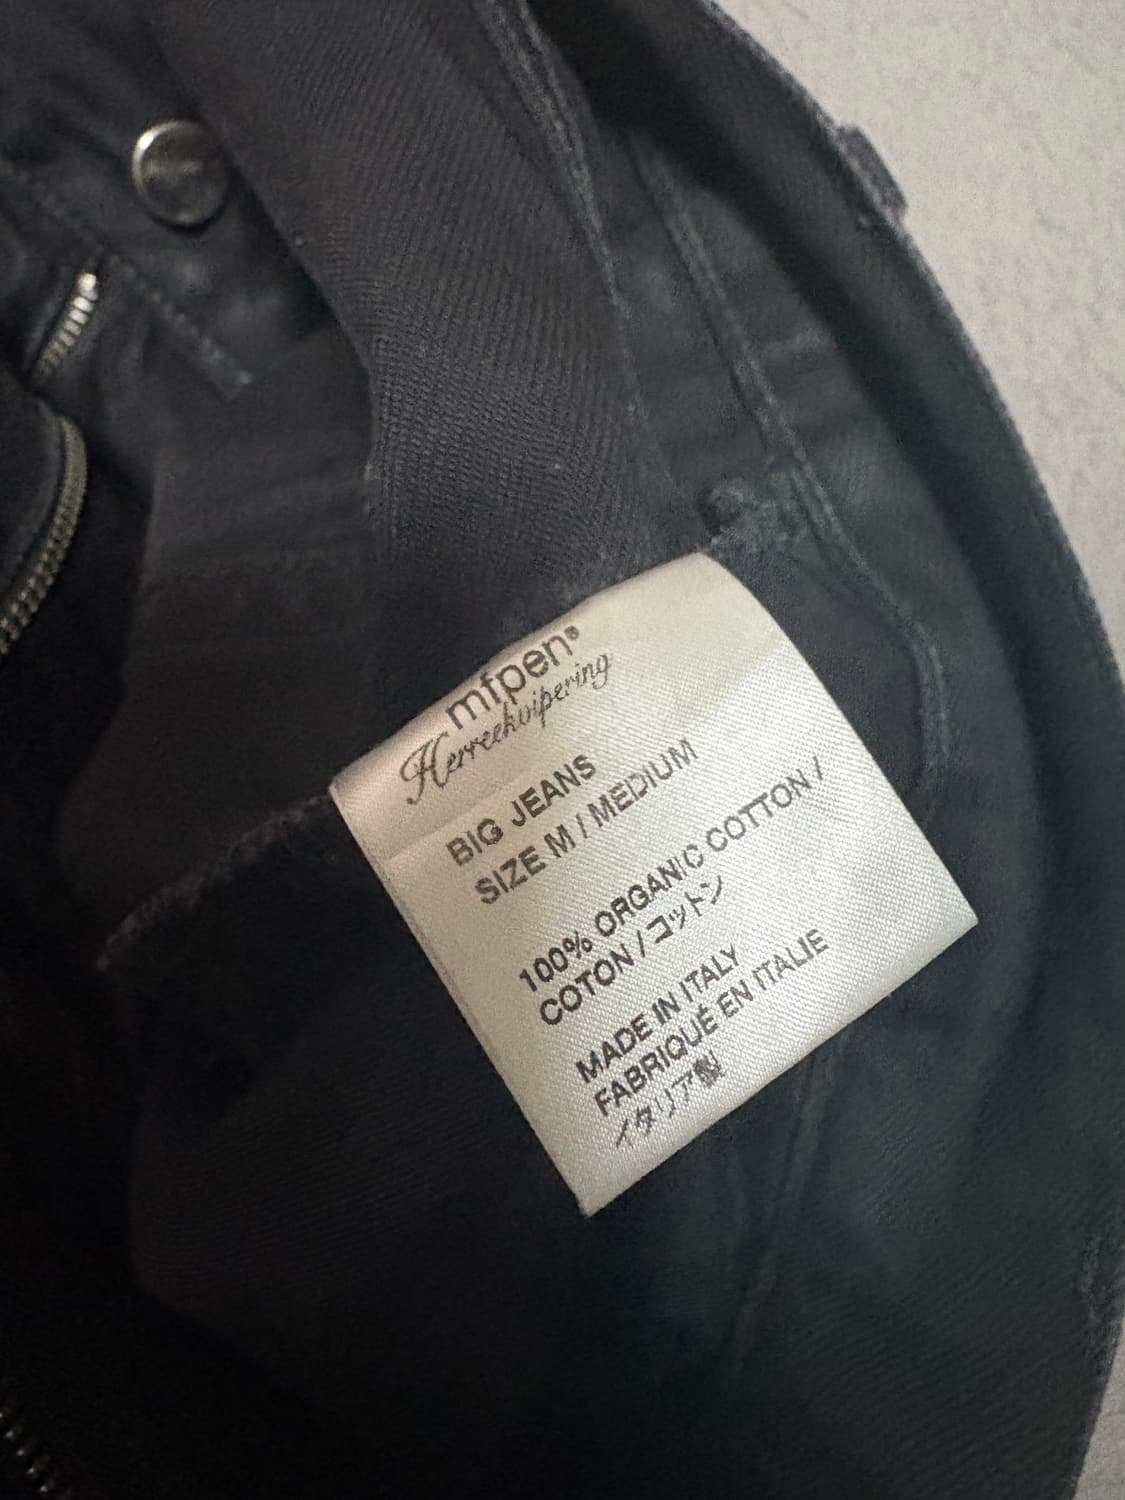 mfpen®
Herreekvipering
BIG JEANS
SIZE M / MEDIUM
100% ORGANIC COTTON /
COTON / コットン
MADE IN ITALY
FABRIQUÉ EN ITALIE
イタリア製